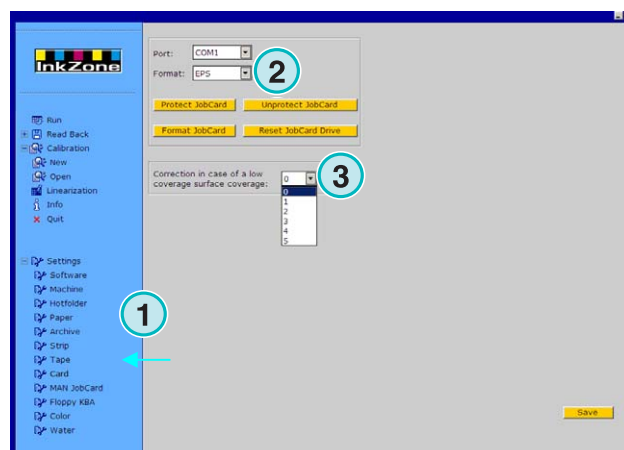 InkZone
Run
Read Back
Calibration
New
Open
Linearization
Info
Quit
Settings
Software
Machine
Hotfolder
Paper
Archive
Strip
Tape
Card
MAN JobCard
Floppy KBA
Color
Water
1
Port: COM1
Format: EPS
2
Protect JobCard Unprotect JobCard
Format JobCard Reset JobCard Drive
Correction in case of a low
coverage surface coverage: 0
3
0
1
2
3
4
5
Save